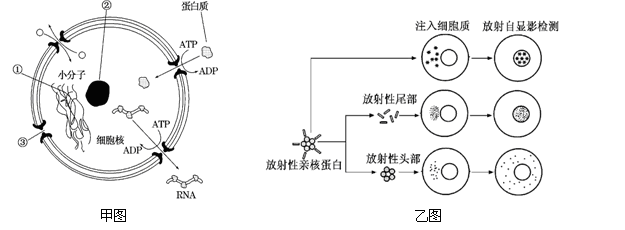 蛋白质
ATP
ADP
②
①
小分子
细胞核
ATP
ADP
③
RNA
甲图
注入细胞质
放射自显影检测
放射性尾部
放射性亲核蛋白
放射性头部
乙图